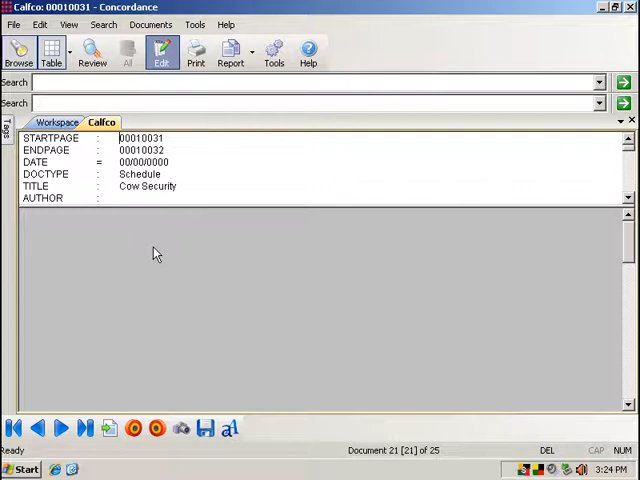 Calfco: 00010031 - Concordance
File Edit View Search Documents Tools Help
Browse Table Review All Edit Print Report Tools Help
Search
Search
Workspace Calfco
Tags
STARTPAGE : 00010031
ENDPAGE : 00010032
DATE = 00/00/0000
DOCTYPE : Schedule
TITLE : Cow Security
AUTHOR :
Ready Document 21 [21] of 25 DEL CAP NUM
Start 3:24 PM